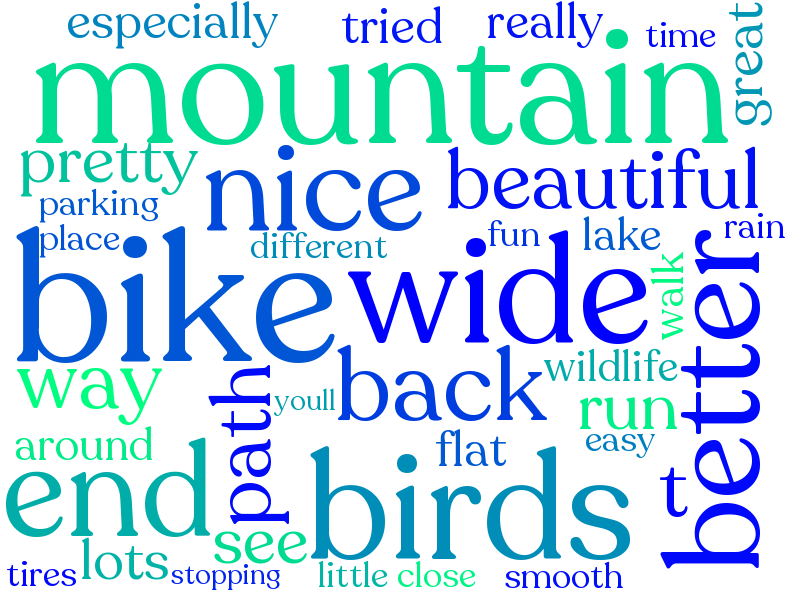 especially tried really time great
mountain
pretty nice beautiful
parking
place different fun lake rain
bike wide walk better
way path youll back wildlife
run
around flat easy
end birds t
see
lots
tires stopping little close smooth